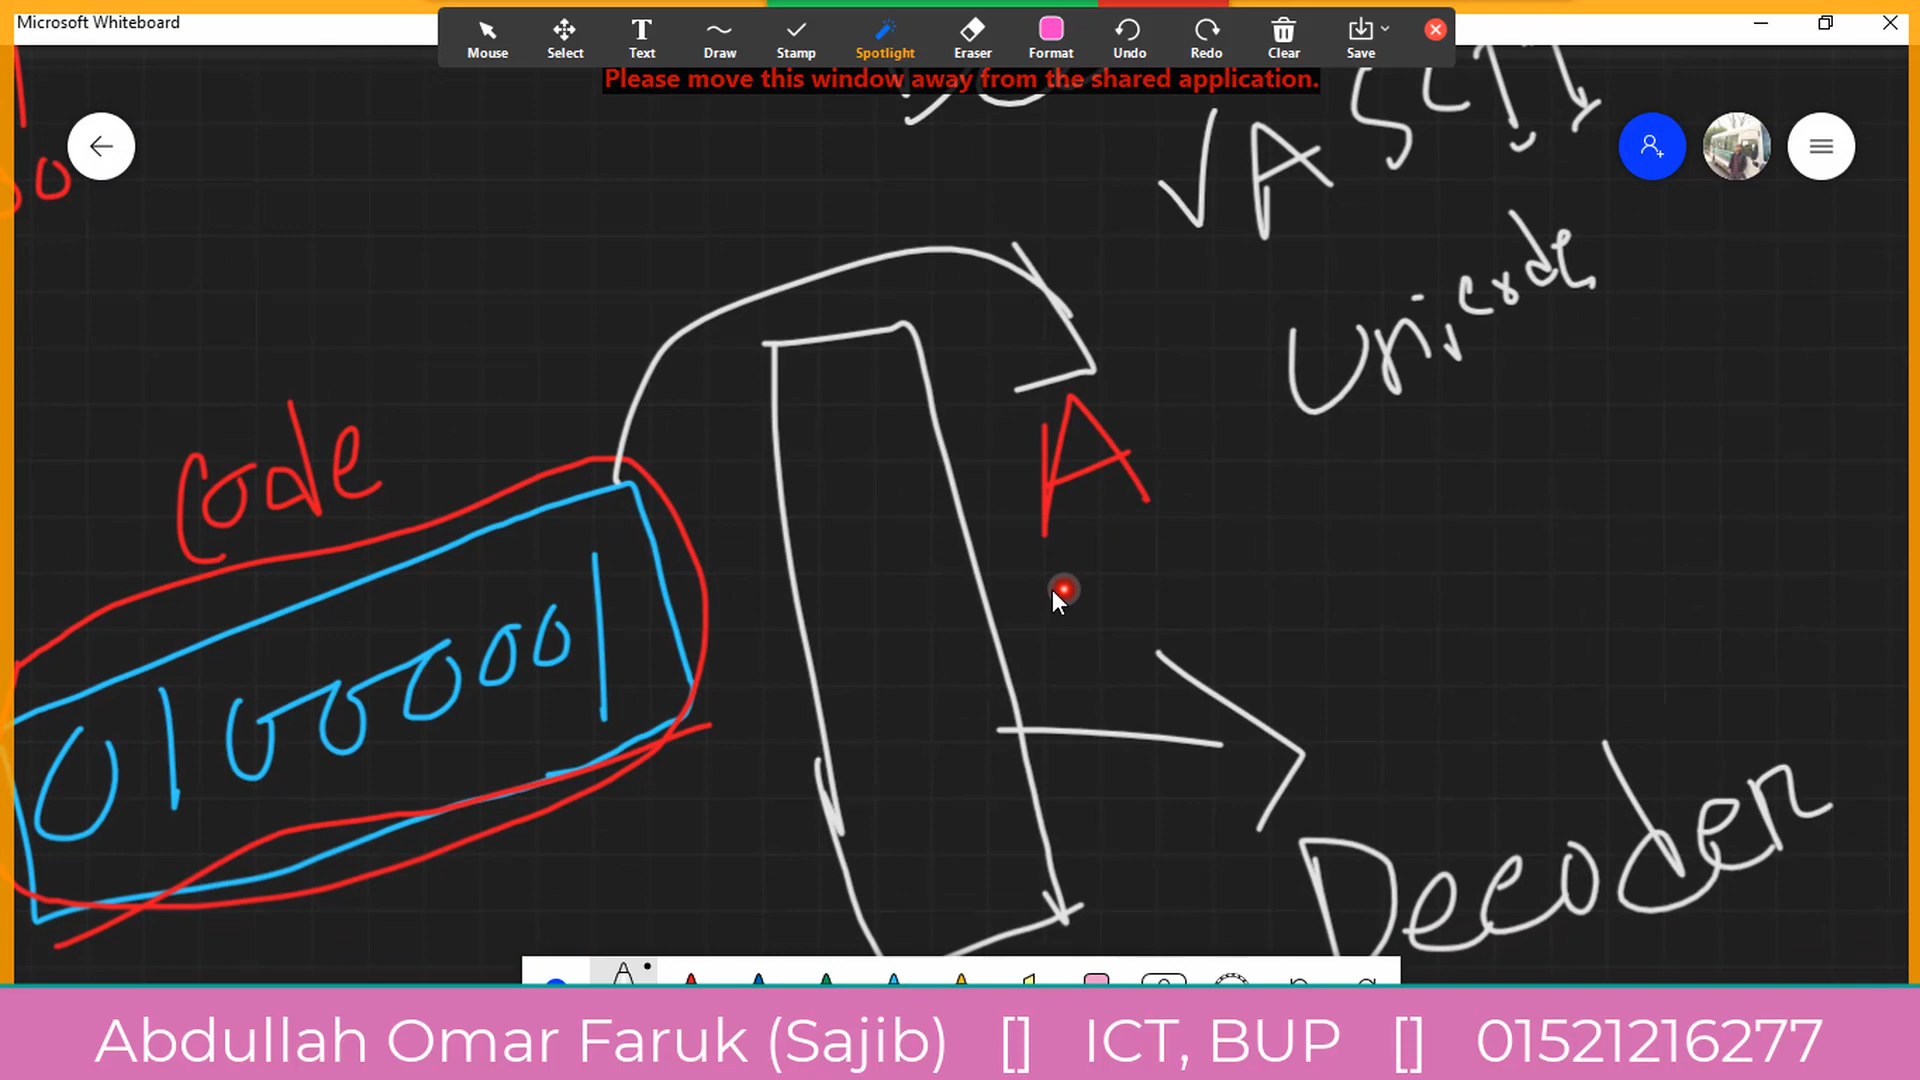 Microsoft Whiteboard
Mouse Select Text Draw Stamp Spotlight Eraser Format Undo Redo Clear Save
Please move this window away from the shared application.
√ASCII
Unicode
Code
A
01000001
Decoder
Abdullah Omar Faruk (Sajib) [] ICT, BUP [] 01521216277